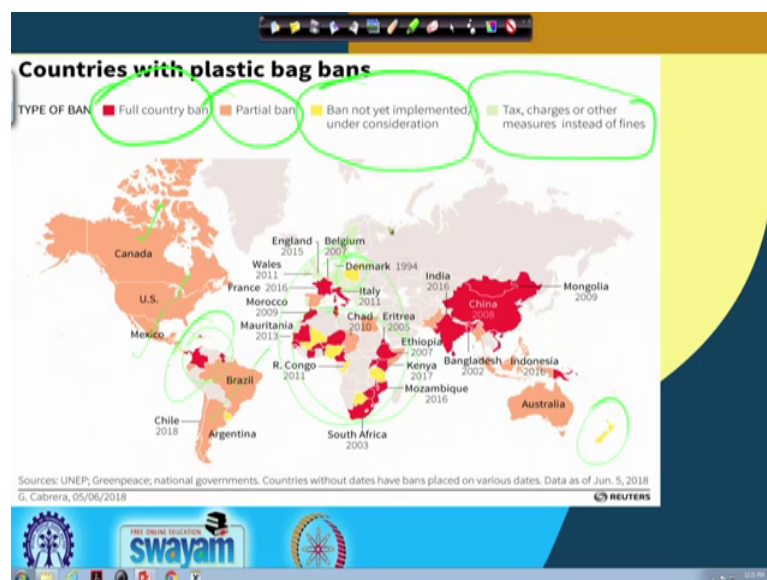 Countries with plastic bag bans
TYPE OF BAN Full country ban Partial ban Ban not yet implemented/ Tax, charges or other
under consideration measures instead of fines
Canada
U.S.
Mexico
England
2015
Belgium
2007
Wales
2011
Denmark 1994
France 2016
Italy
2011
Morocco
2009
Mauritania
2013
Chad
2010
Eritrea
2005
Ethiopia
2007
R. Congo
2011
Kenya
2017
Mozambique
2016
South Africa
2003
India
2016
China
2008
Mongolia
2009
Bangladesh
2002
Indonesia
2016
Australia
Brazil
Chile
2018
Argentina
Sources: UNEP; Greenpeace; national governments. Countries without dates have bans placed on various dates. Data as of Jun. 5, 2018
G. Cabrera, 05/06/2018 REUTERS
FREE ONLINE EDUCATION
swayam